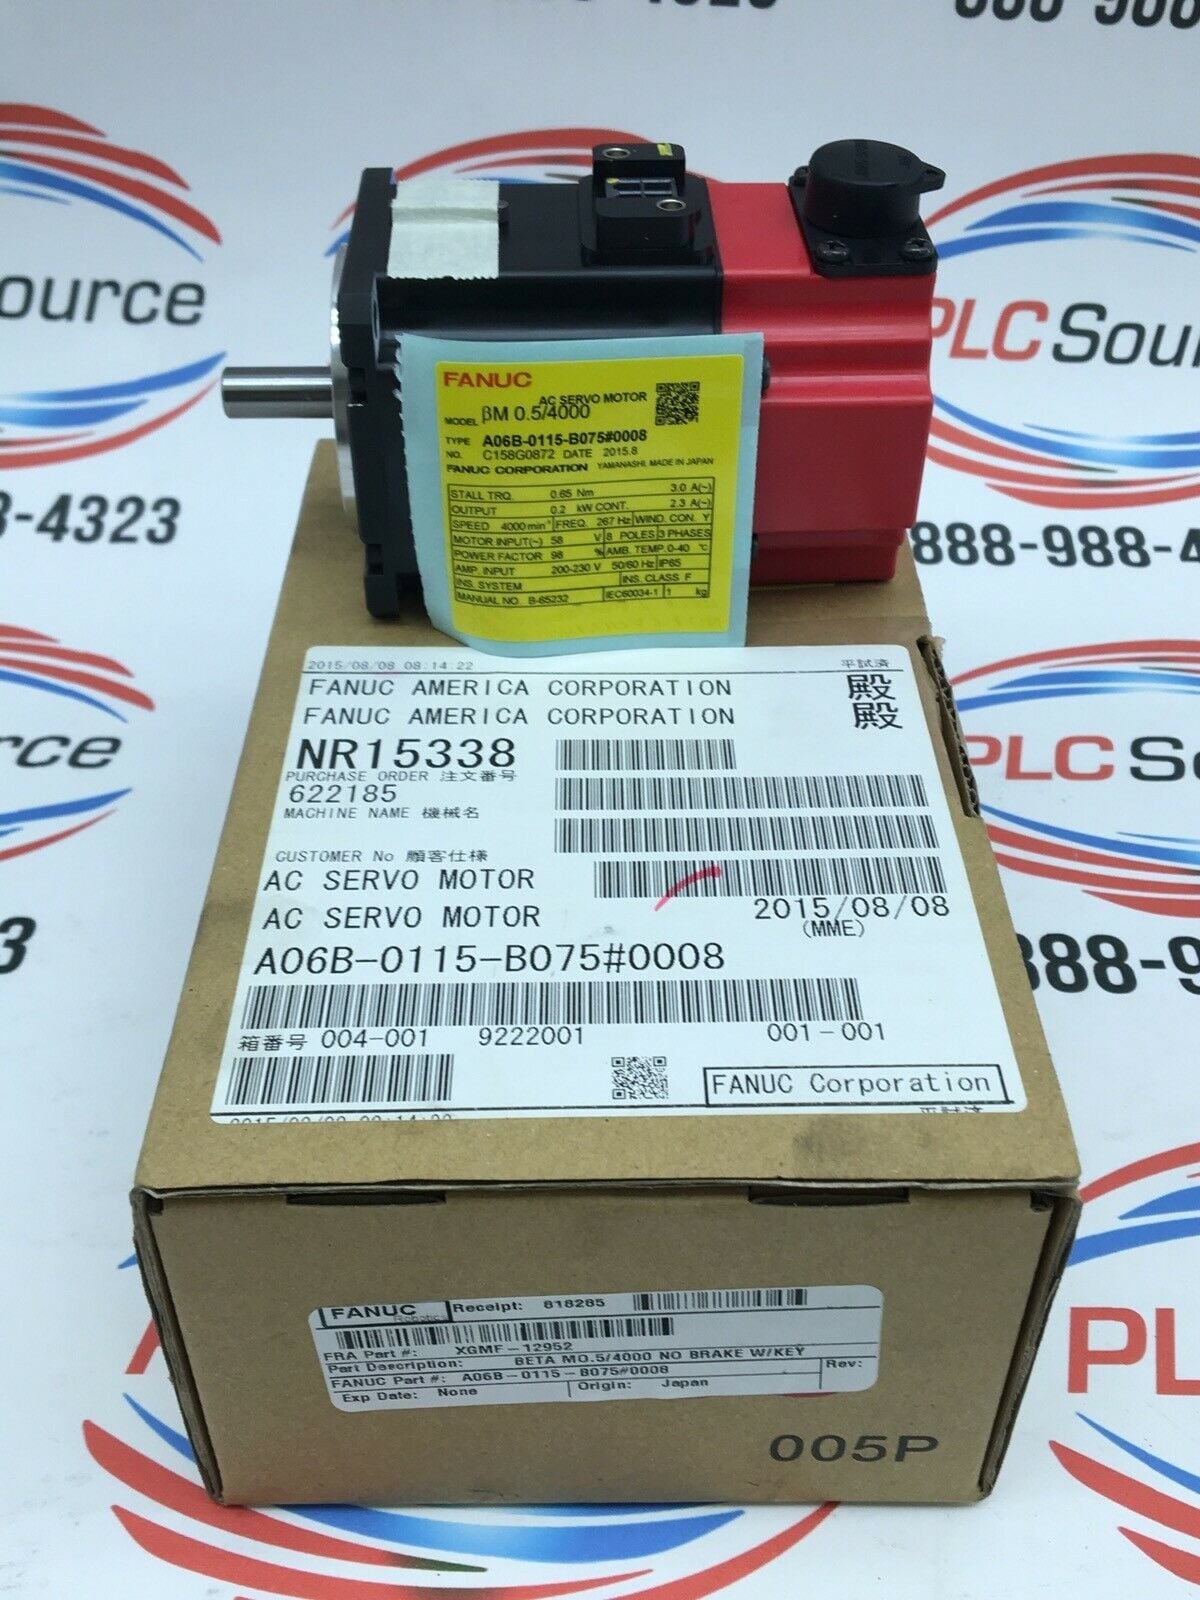 888-988-4323
PLC Source
888-988-4323
FANUC
AC SERVO MOTOR
MODEL βM 0.5/4000
TYPE A06B-0115-B075#0008
NO. C158G0872 DATE 2015.8
FANUC CORPORATION YAMANASHI, MADE IN JAPAN
STALL TRQ. 0.65 Nm 3.0 A(~)
OUTPUT 0.2 kW CONT. 2.3 A(~)
SPEED 4000 min⁻¹ FREQ. 267 Hz WIND. CON. Y
MOTOR INPUT(~) 58 V 8 POLES 3 PHASES
POWER FACTOR 98 % AMB. TEMP. 0-40 ℃
AMP. INPUT 200-230 V 50/60 Hz IP65
INS. SYSTEM INS. CLASS F
MANUAL NO. B-65232 IEC60034-1 1 kg
2015/08/08 08:14:22 平試済
FANUC AMERICA CORPORATION 殿
FANUC AMERICA CORPORATION 殿
NR15338
PURCHASE ORDER 注文番号
622185
MACHINE NAME 機械名
CUSTOMER No 顧客仕様
AC SERVO MOTOR
AC SERVO MOTOR 2015/08/08
(MME)
A06B-0115-B075#0008
箱番号 004-001 9222001 001-001
FANUC Corporation
FANUC Robotics Receipt: 818285
FRA Part #: XGMF-12952
Part Description: BETA MO.5/4000 NO BRAKE W/KEY
FANUC Part #: A06B-0115-B075#0008 Rev:
Exp Date: None Origin: Japan
005P